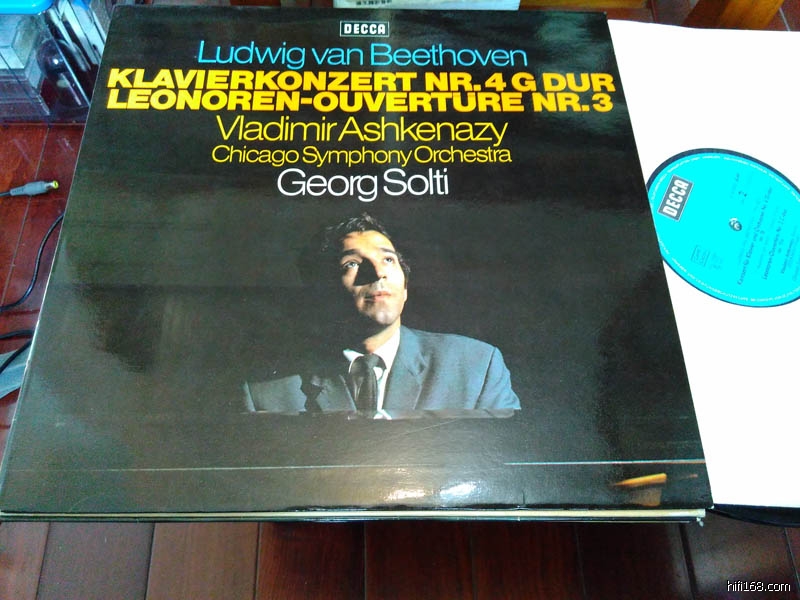 DECCA
Ludwig van Beethoven
KLAVIERKONZERT NR. 4 G DUR
LEONOREN-OUVERTURE NR. 3
Vladimir Ashkenazy
Chicago Symphony Orchestra
Georg Solti
DECCA
2
hifi168.com